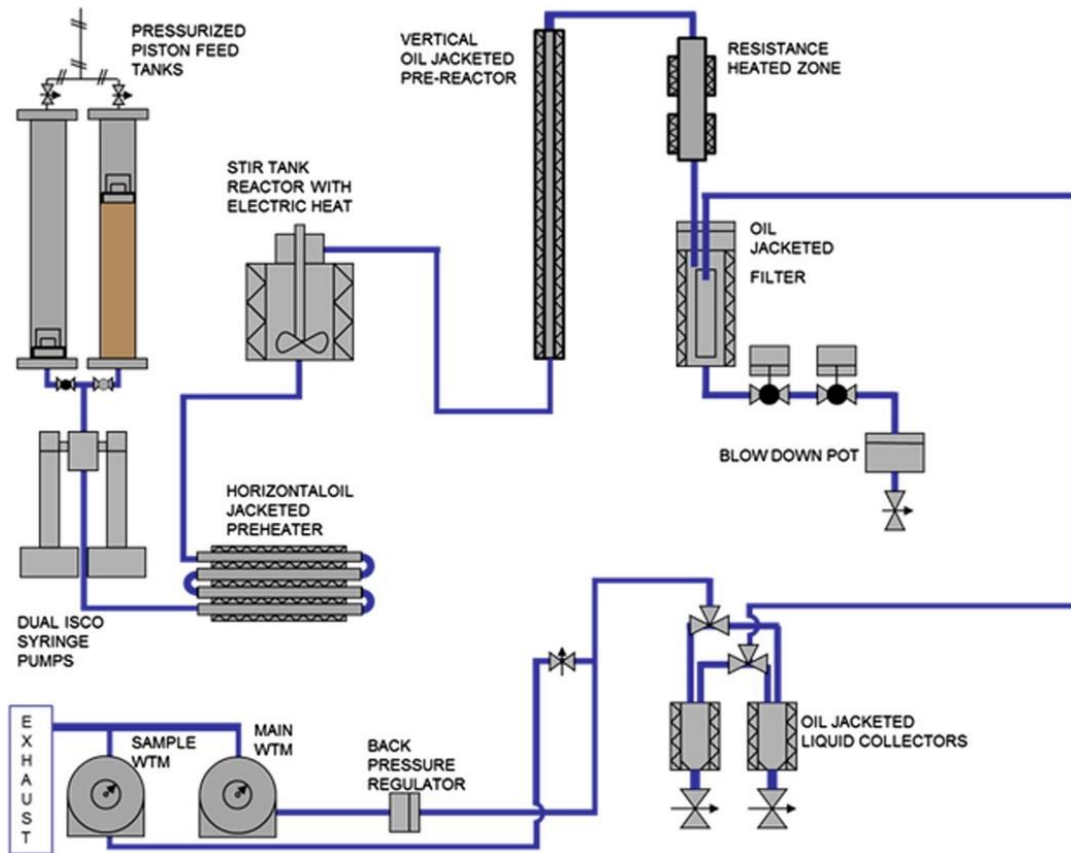 PRESSURIZED
PISTON FEED
TANKS
VERTICAL
OIL JACKETED
PRE-REACTOR
RESISTANCE
HEATED ZONE
STIR TANK
REACTOR WITH
ELECTRIC HEAT
OIL
JACKETED
FILTER
BLOW DOWN POT
HORIZONTALOIL
JACKETED
PREHEATER
DUAL ISCO
SYRINGE
PUMPS
EXHAUST
SAMPLE
WTM
MAIN
WTM
BACK
PRESSURE
REGULATOR
OIL JACKETED
LIQUID COLLECTORS